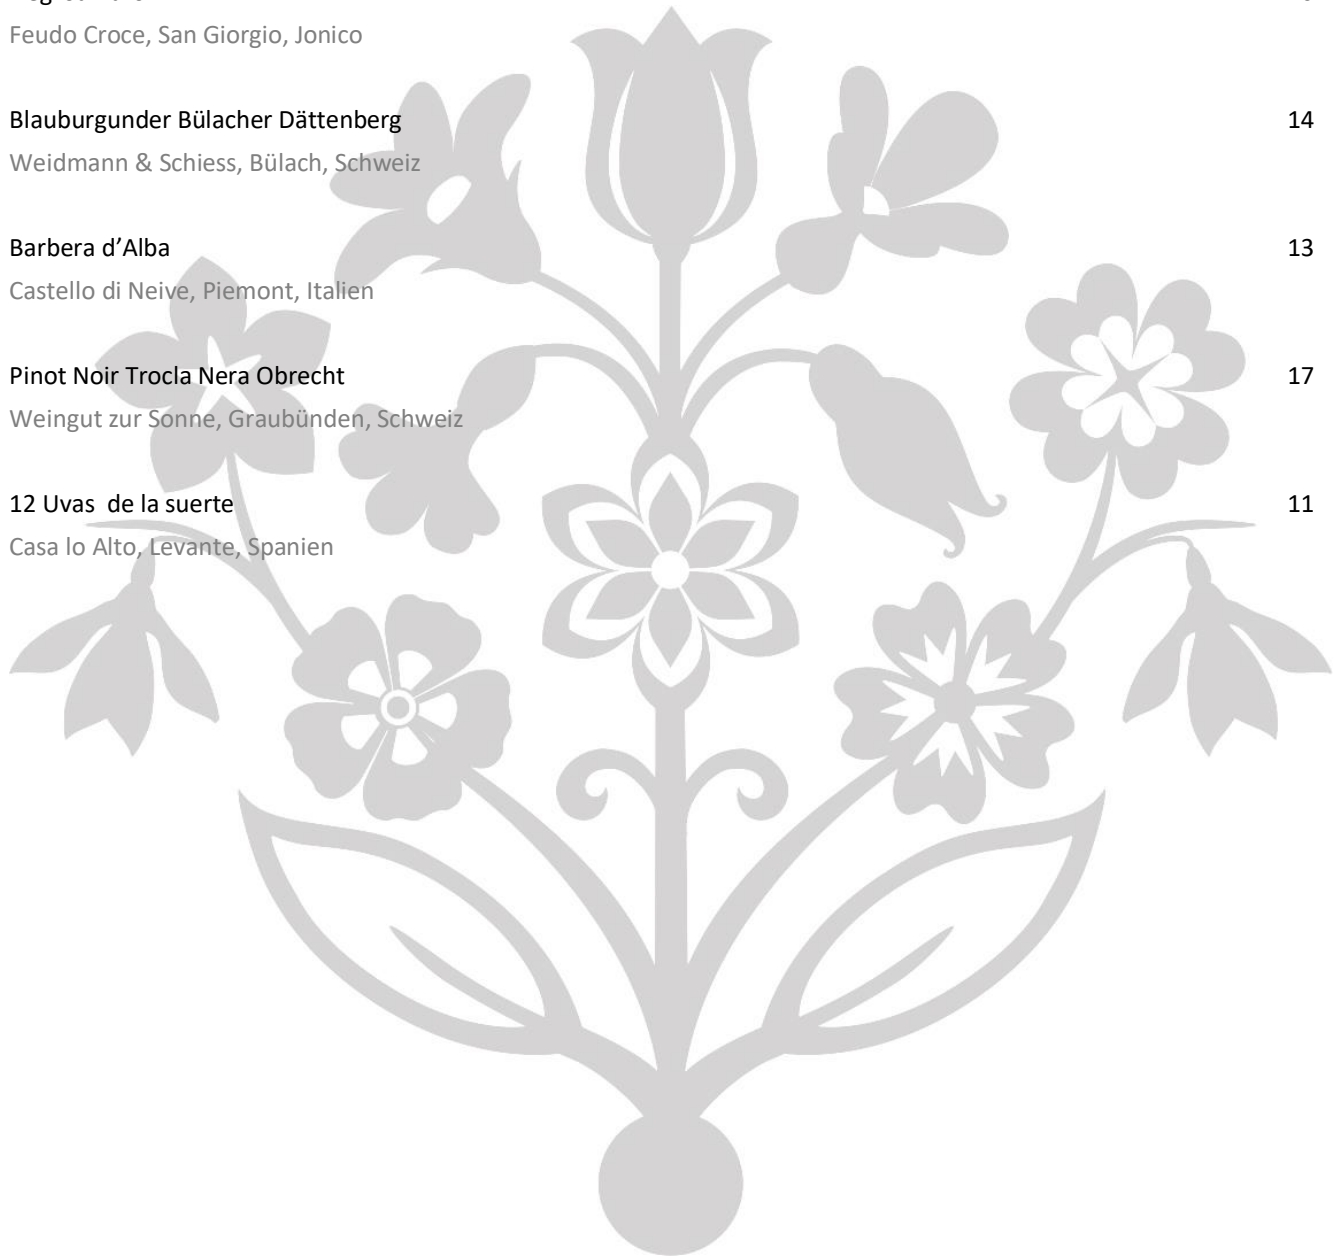 Feudo Croce, San Giorgio, Jonico
Blauburgunder Bülacher Dättenberg 14
Weidmann & Schiess, Bülach, Schweiz
Barbera d’Alba 13
Castello di Neive, Piemont, Italien
Pinot Noir Trocla Nera Obrecht 17
Weingut zur Sonne, Graubünden, Schweiz
12 Uvas  de la suerte 11
Casa lo Alto, Levante, Spanien